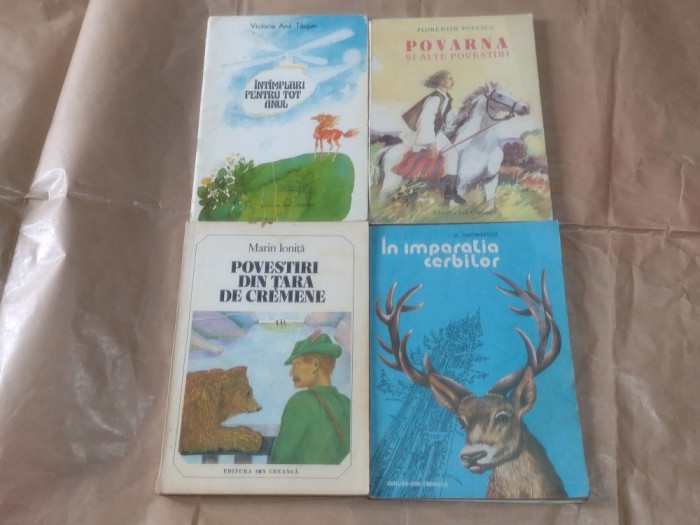 Victoria Ana Tăușan
ÎNTÎMPLĂRI
PENTRU TOT
ANUL
FLORENTIN POPESCU
POVARNA
ȘI ALTE POVESTIRI
Marin Ioniță
POVESTIRI
DIN ȚARA
DE CREMENE
EDITURA ION CREANGĂ
În împărăția
cerbilor
EDITURA ION CREANGĂ